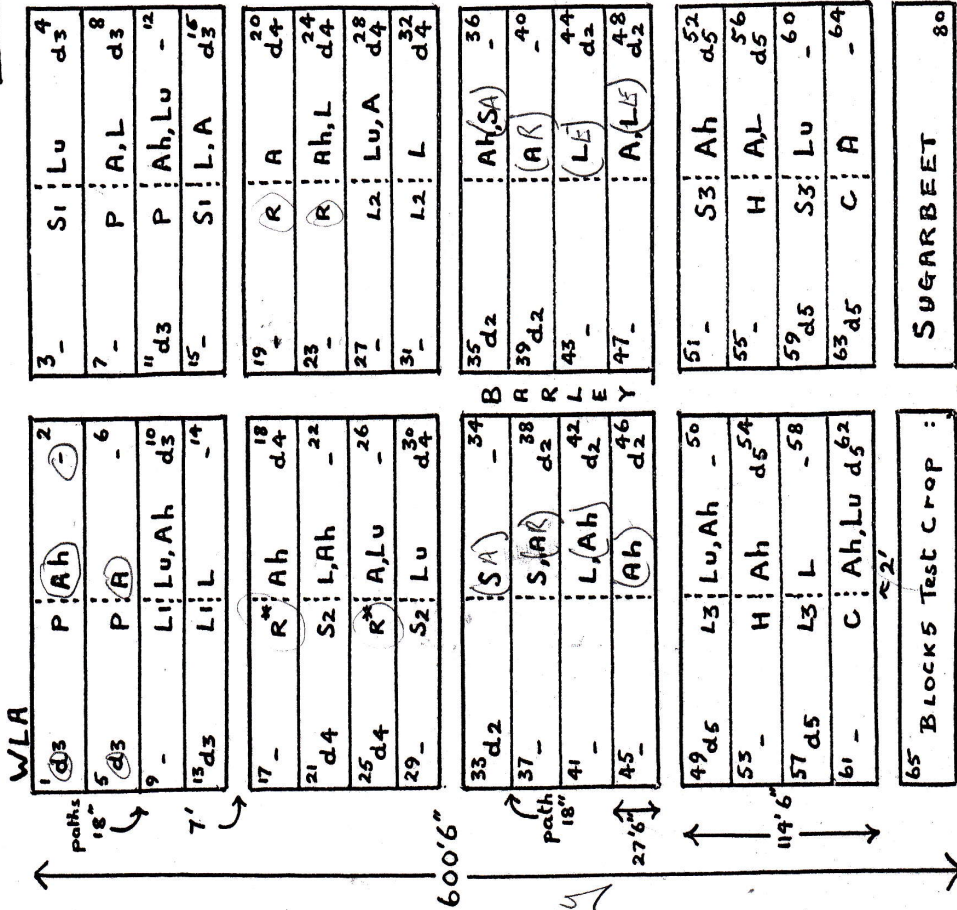 WLA
1 d3 P Ah - 2
3 - S1 Lu d3 4
5 d3 P A - 6
7 - P A,L d3 8
9 - L1 Lu,Ah d3 10
11 d3 P Ah,Lu - 12
13 d3 L1 L - 14
15 - S1 L,A d3 16
17 - R* Ah d4 18
19 - R A d4 20
21 d4 S2 L,Ah - 22
23 - R Ah,L d4 24
25 d4 R* A,Lu - 26
27 - L2 Lu,A d4 28
29 - S2 Lu d4 30
31 - L2 L d4 32
33 d2 (SA) - 34
35 d2 Ah(SA) - 36
37 - S,(AR) d2 38
39 d2 (AR) - 40
41 - L,(Ah) d2 42
43 - (LE) d2 44
45 - (Ah) d2 46
47 - A,(LE) d2 48
BARLEY
49 d5 L3 Lu,Ah - 50
51 - S3 Ah d5 52
53 - H Ah d5 54
55 - H A,L d5 56
57 d5 L3 L - 58
59 d5 S3 Lu - 60
61 - C Ah,Lu d5 62
63 d5 C A - 64
65 BLOCK5 Test Crop :
SUGARBEET 80
paths 18"
7'
path 18"
27'6"
114'6"
2'
600'6"